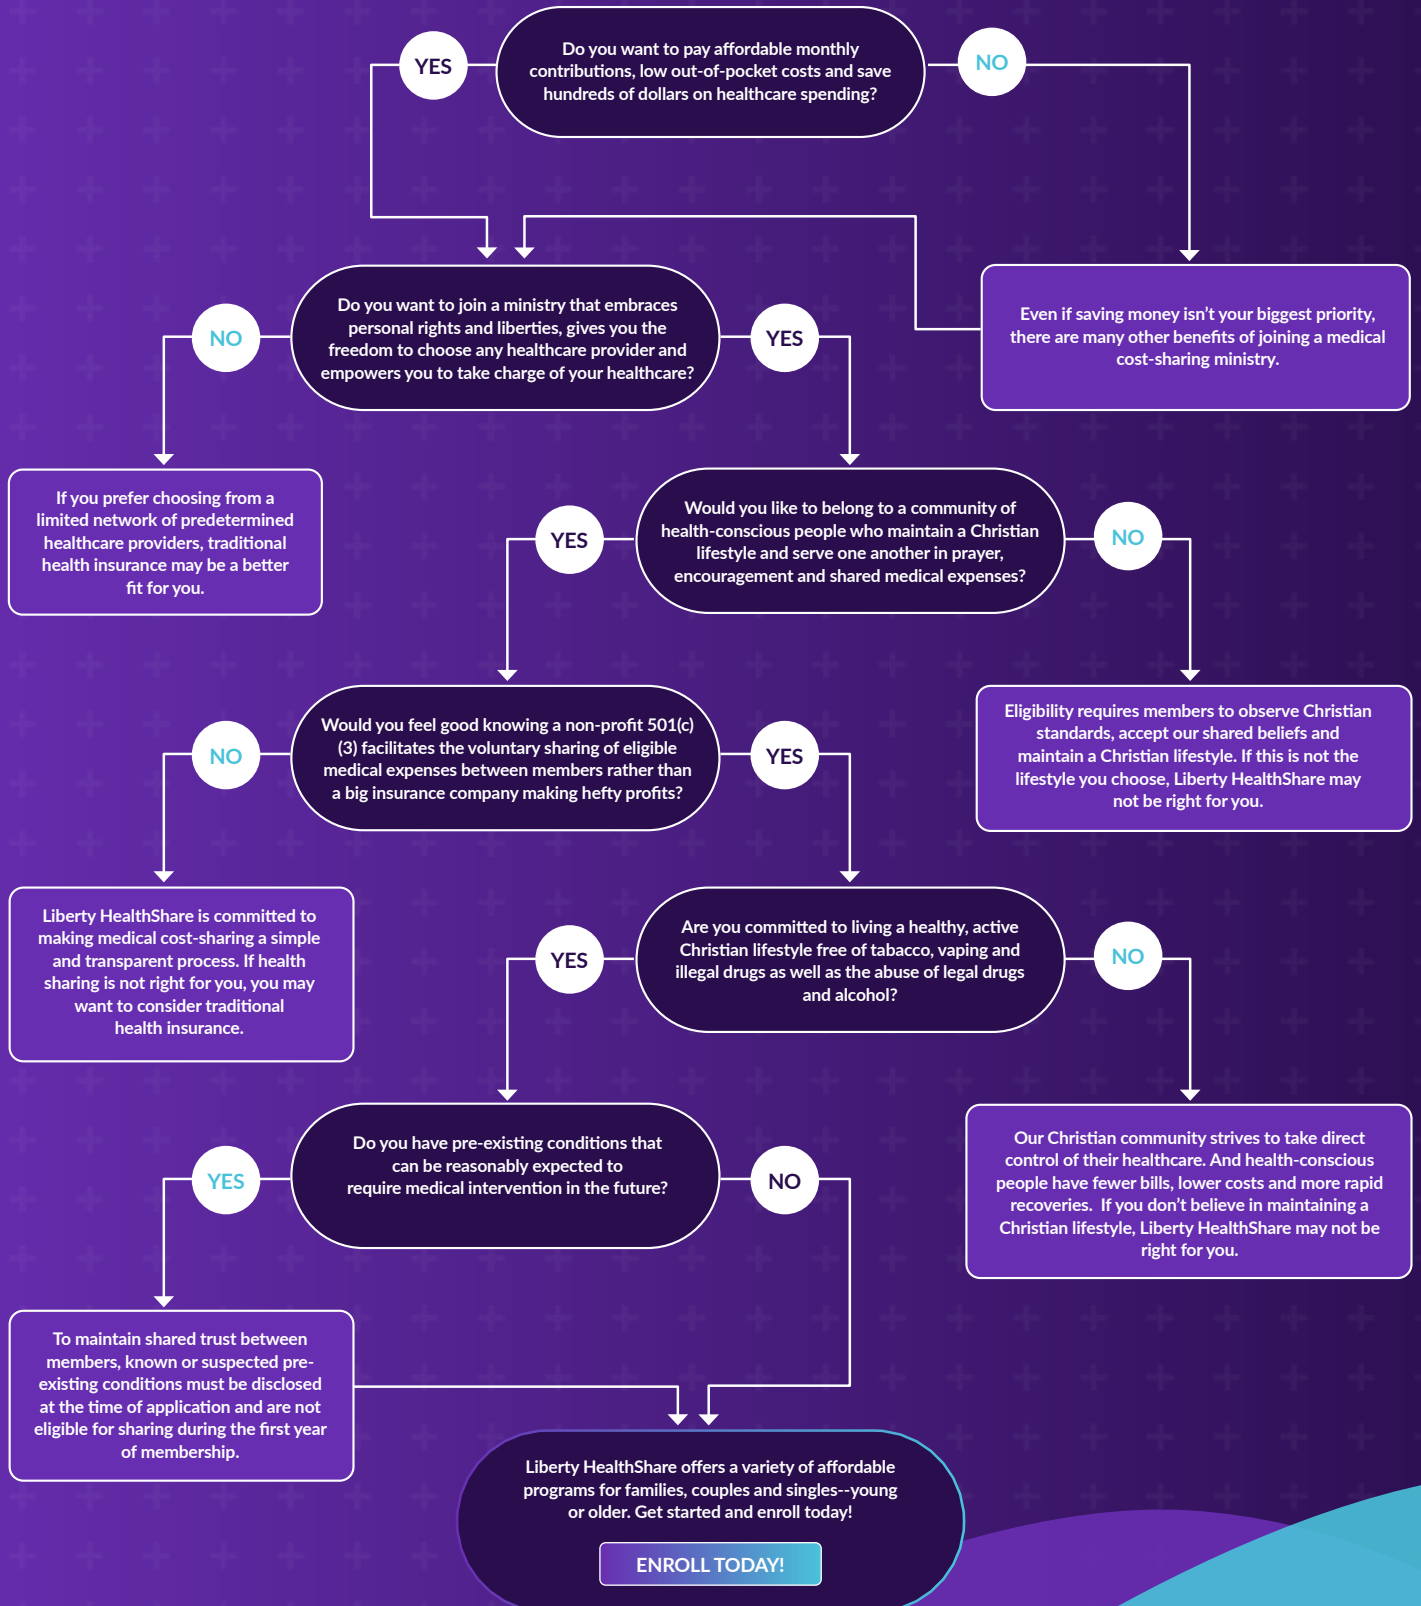 Do you want to pay affordable monthly
contributions, low out-of-pocket costs and save
hundreds of dollars on healthcare spending?
YES
NO
Do you want to join a ministry that embraces
personal rights and liberties, gives you the
freedom to choose any healthcare provider and
empowers you to take charge of your healthcare?
NO
YES
Even if saving money isn't your biggest priority,
there are many other benefits of joining a medical
cost-sharing ministry.
If you prefer choosing from a
limited network of predetermined
healthcare providers, traditional
health insurance may be a better
fit for you.
Would you like to belong to a community of
health-conscious people who maintain a Christian
lifestyle and serve one another in prayer,
encouragement and shared medical expenses?
YES
NO
Would you feel good knowing a non-profit 501(c)
(3) facilitates the voluntary sharing of eligible
medical expenses between members rather than
a big insurance company making hefty profits?
NO
YES
Eligibility requires members to observe Christian
standards, accept our shared beliefs and
maintain a Christian lifestyle. If this is not the
lifestyle you choose, Liberty HealthShare may
not be right for you.
Liberty HealthShare is committed to
making medical cost-sharing a simple
and transparent process. If health
sharing is not right for you, you may
want to consider traditional
health insurance.
Are you committed to living a healthy, active
Christian lifestyle free of tabacco, vaping and
illegal drugs as well as the abuse of legal drugs
and alcohol?
YES
NO
Do you have pre-existing conditions that
can be reasonably expected to
require medical intervention in the future?
YES
NO
Our Christian community strives to take direct
control of their healthcare. And health-conscious
people have fewer bills, lower costs and more rapid
recoveries.  If you don't believe in maintaining a
Christian lifestyle, Liberty HealthShare may not be
right for you.
To maintain shared trust between
members, known or suspected pre-
existing conditions must be disclosed
at the time of application and are not
eligible for sharing during the first year
of membership.
Liberty HealthShare offers a variety of affordable
programs for families, couples and singles--young
or older. Get started and enroll today!
ENROLL TODAY!